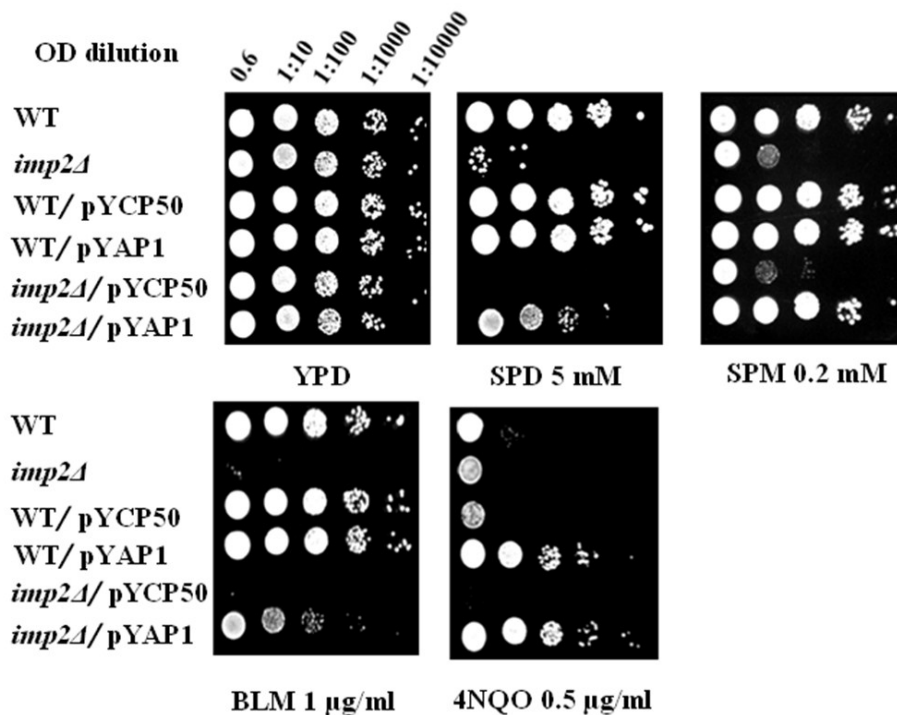 OD dilution
0.6 1:10 1:100 1:1000 1:10000
WT
imp2Δ
WT/ pYCP50
WT/ pYAP1
imp2Δ/ pYCP50
imp2Δ/ pYAP1
YPD SPD 5 mM SPM 0.2 mM
WT
imp2Δ
WT/ pYCP50
WT/ pYAP1
imp2Δ/ pYCP50
imp2Δ/ pYAP1
BLM 1 µg/ml 4NQO 0.5 µg/ml